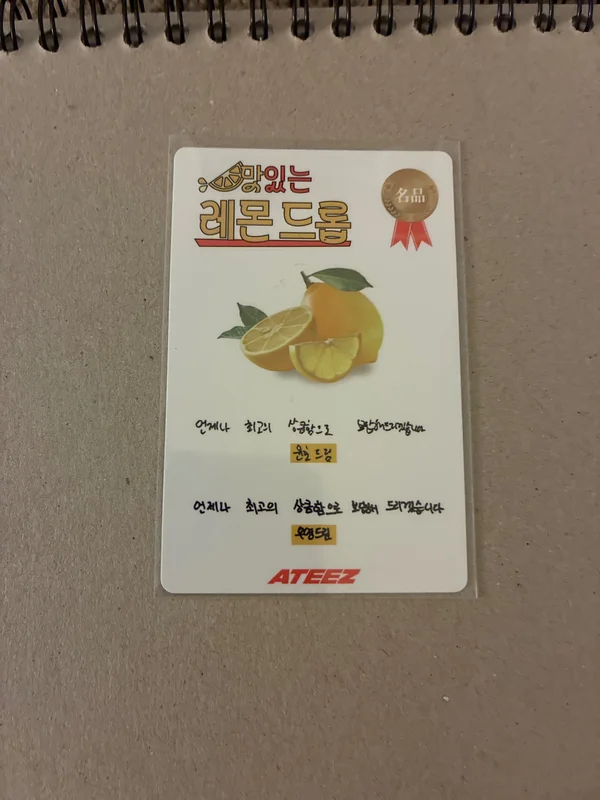 맛있는
레몬 드롭
名品
언제나 최고의 상큼함으로 보답해드리겠습니다
윤호 드림
언제나 최고의 상큼함으로 보답해 드리겠습니다
우영드림
ATEEZ